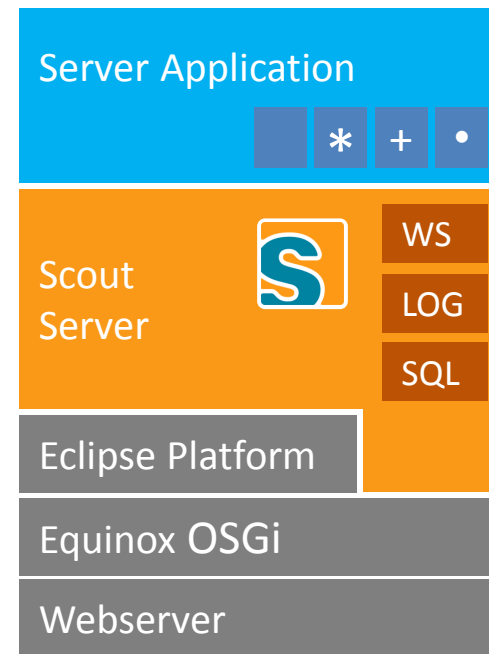 Server Application
* + •
Scout
Server
S
WS
LOG
SQL
Eclipse Platform
Equinox OSGi
Webserver